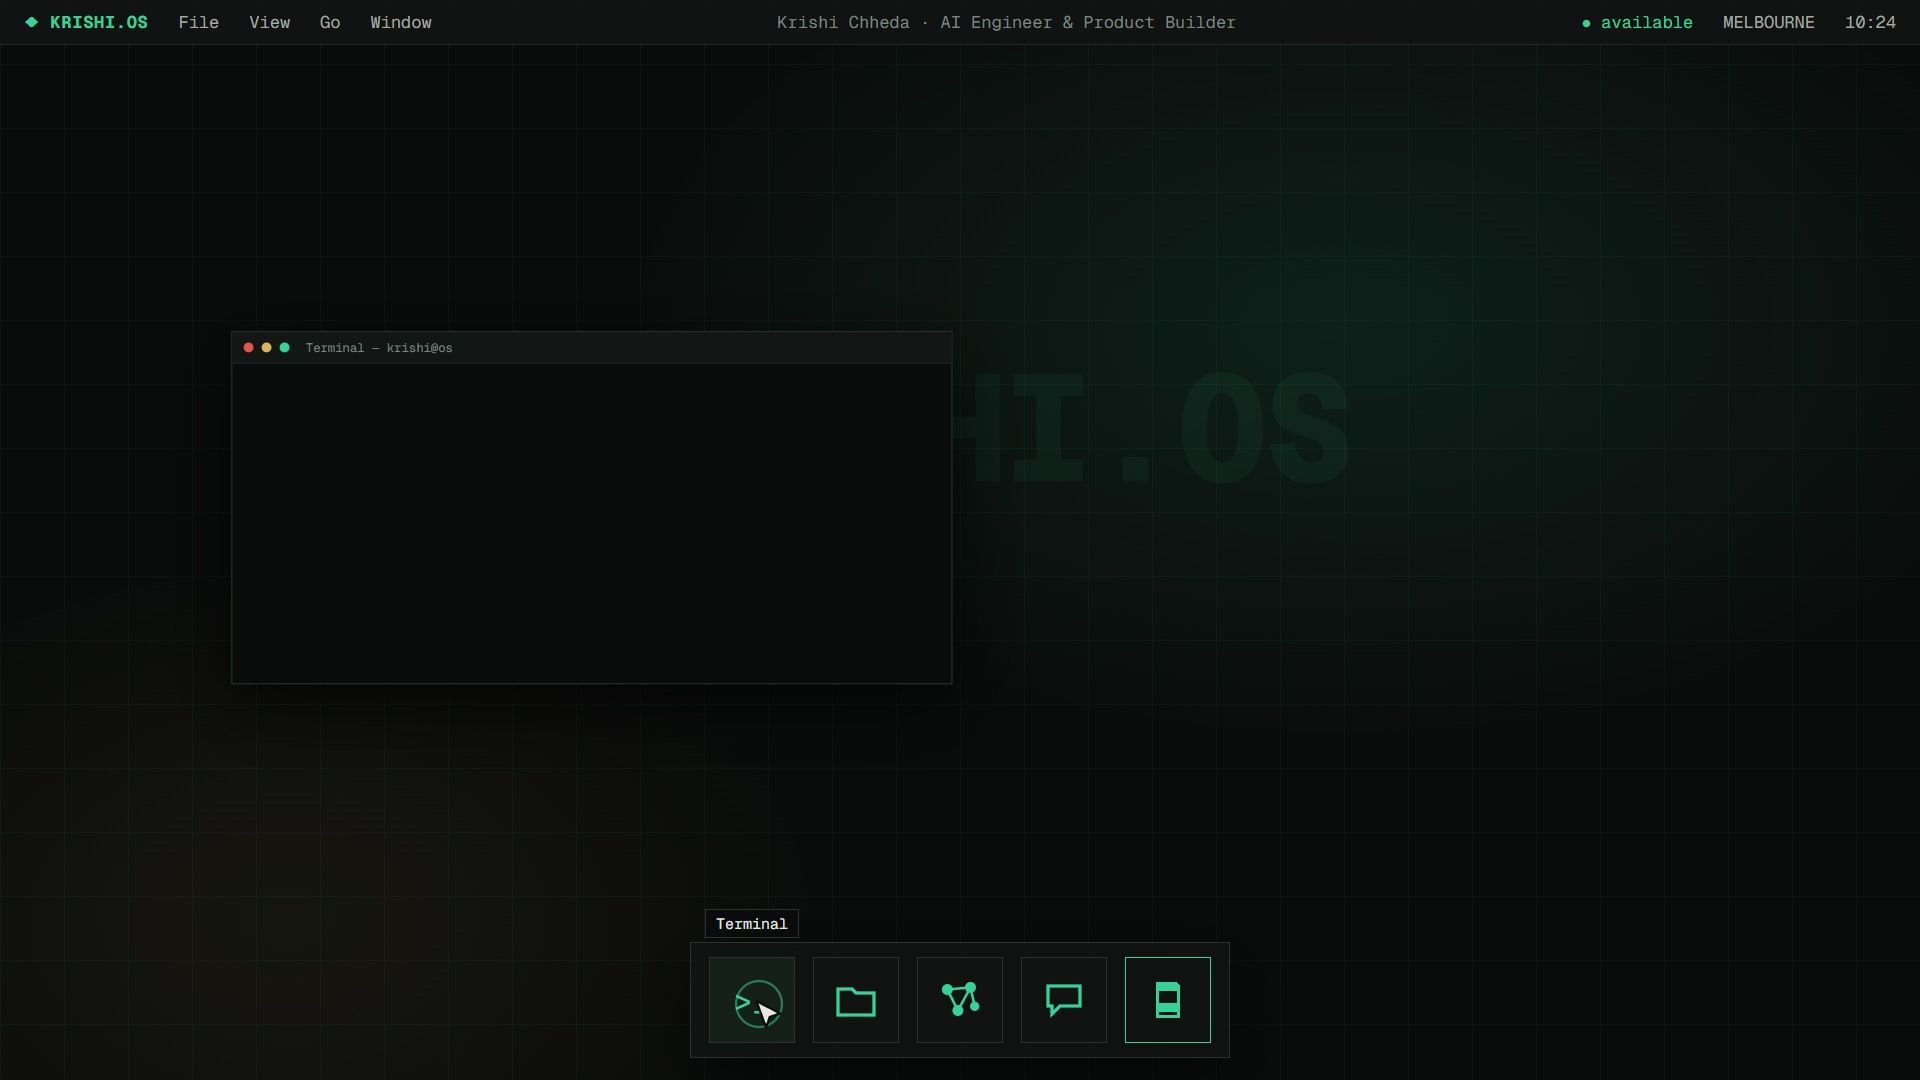 KRISHI.OS File View Go Window Krishi Chheda · AI Engineer & Product Builder available MELBOURNE 10:24
Terminal — krishi@os
HI.OS
Terminal
>_